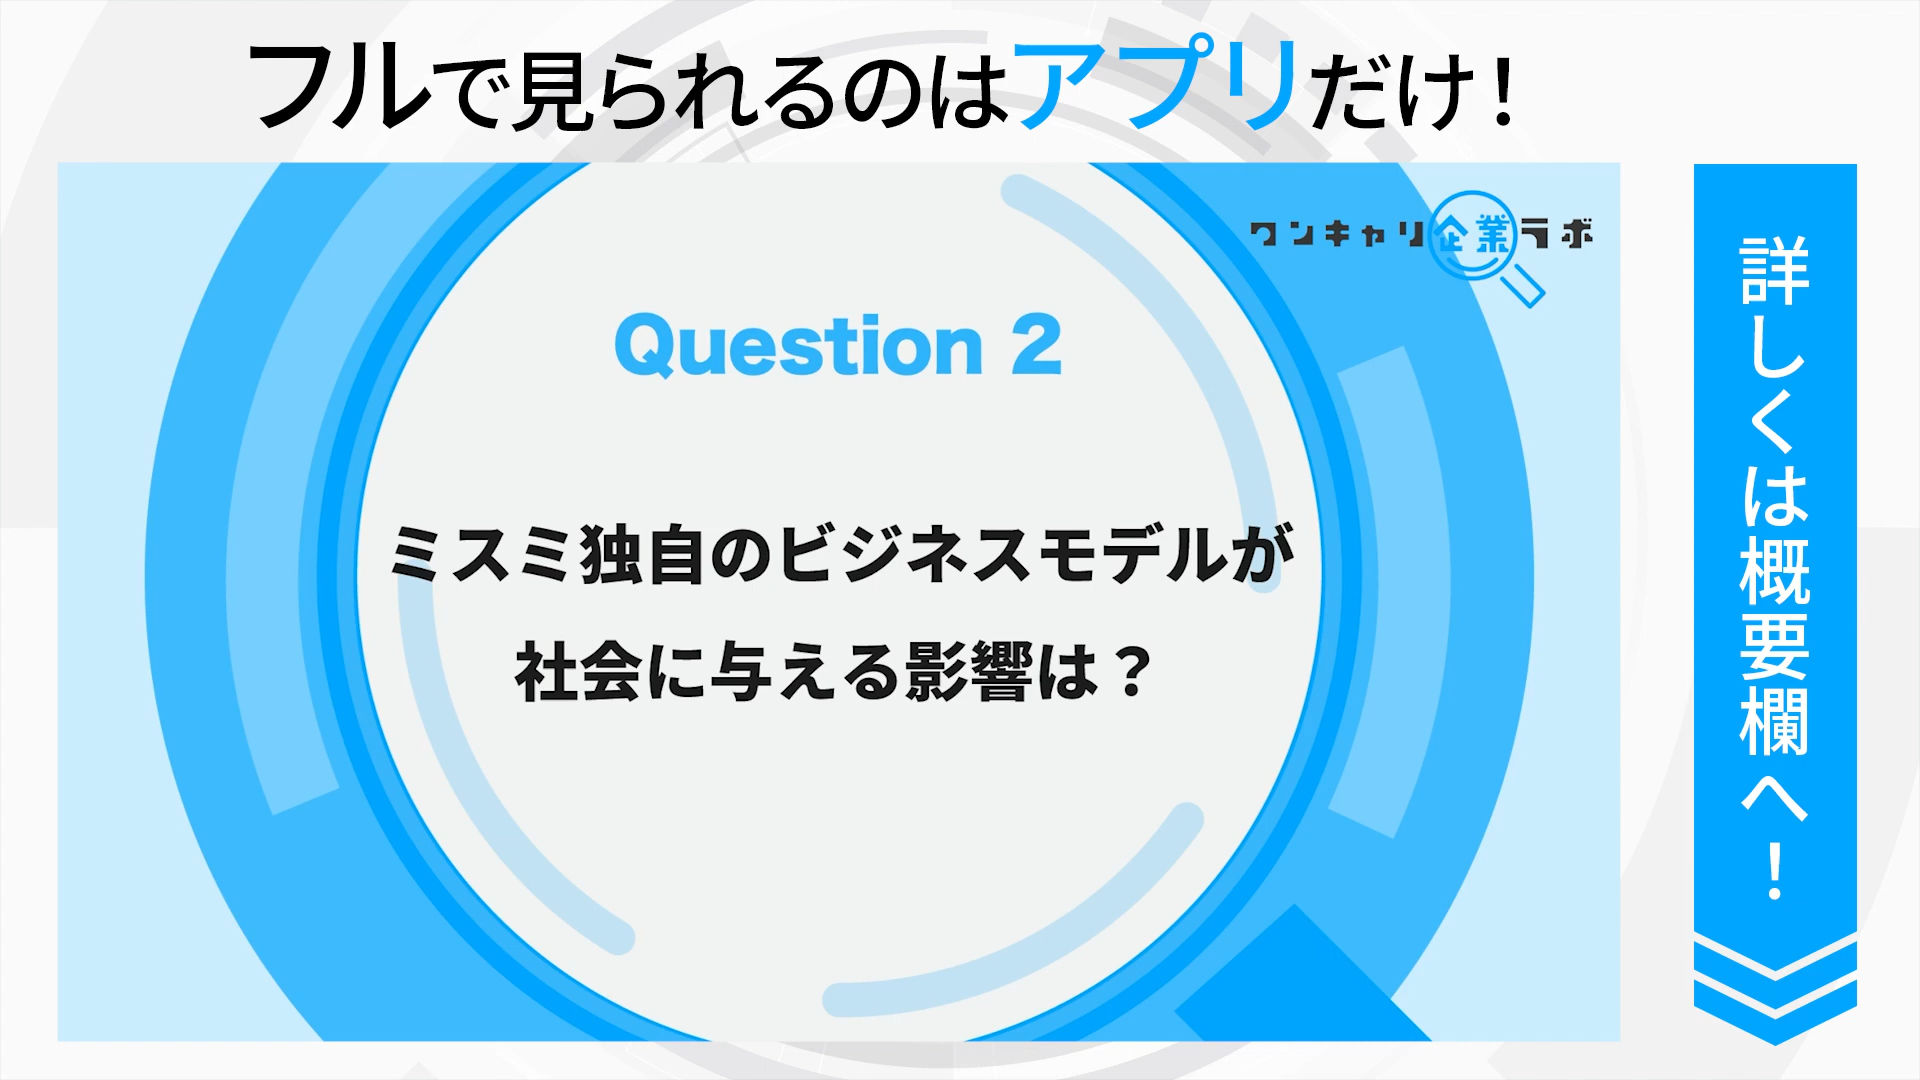 フルで見られるのはアプリだけ!
ワンキャリ企業ラボ
Question 2
ミスミ独自のビジネスモデルが
社会に与える影響は？
詳しくは概要欄へ！